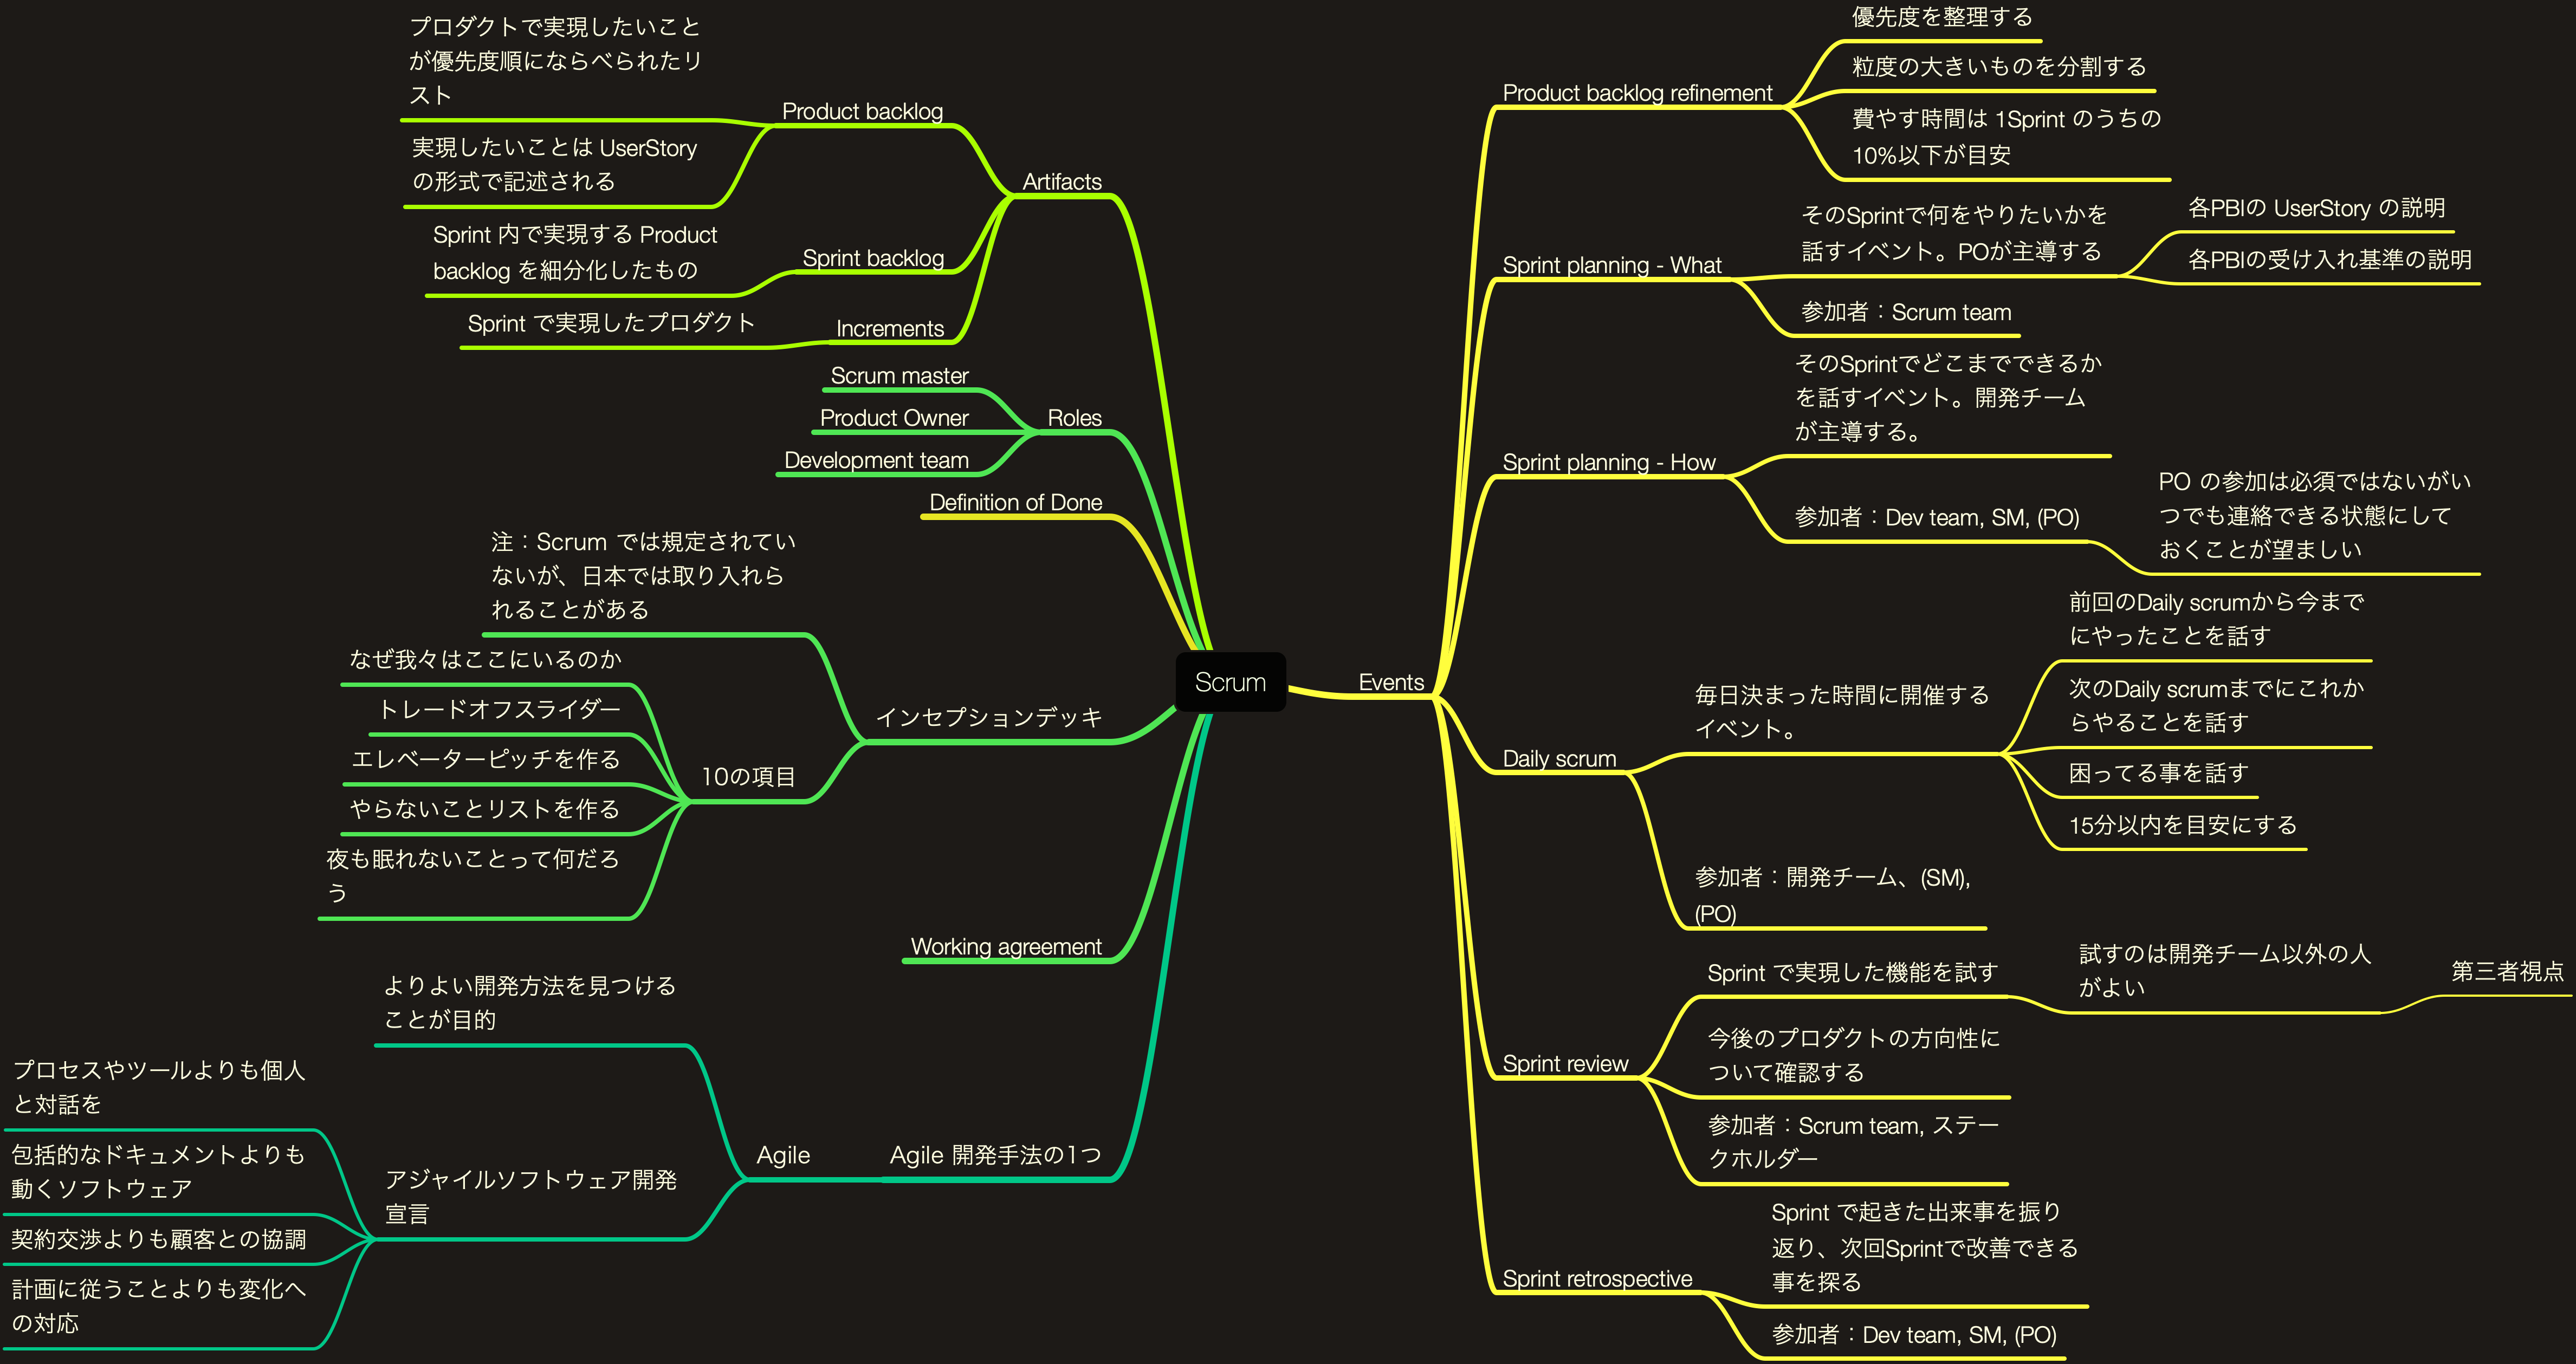 プロダクトで実現したいこと
が優先度順にならべられたリ
スト
Product backlog
実現したいことは UserStory
の形式で記述される
Artifacts
Sprint 内で実現する Product
backlog を細分化したもの
Sprint backlog
Sprint で実現したプロダクト
Increments
Scrum master
Product Owner
Roles
Development team
Definition of Done
注：Scrum では規定されてい
ないが、日本では取り入れら
れることがある
なぜ我々はここにいるのか
トレードオフスライダー
エレベーターピッチを作る
やらないことリストを作る
夜も眠れないことって何だろ
う
10の項目
インセプションデッキ
Working agreement
よりよい開発方法を見つける
ことが目的
プロセスやツールよりも個人
と対話を
包括的なドキュメントよりも
動くソフトウェア
契約交渉よりも顧客との協調
計画に従うことよりも変化へ
の対応
アジャイルソフトウェア開発
宣言
Agile
Agile 開発手法の1つ
Scrum
Events
Product backlog refinement
優先度を整理する
粒度の大きいものを分割する
費やす時間は 1Sprint のうちの
10%以下が目安
Sprint planning - What
そのSprintで何をやりたいかを
話すイベント。POが主導する
各PBIの UserStory の説明
各PBIの受け入れ基準の説明
参加者：Scrum team
Sprint planning - How
そのSprintでどこまでできるか
を話すイベント。開発チーム
が主導する。
参加者：Dev team, SM, (PO)
PO の参加は必須ではないがい
つでも連絡できる状態にして
おくことが望ましい
Daily scrum
毎日決まった時間に開催する
イベント。
前回のDaily scrumから今まで
にやったことを話す
次のDaily scrumまでにこれか
らやることを話す
困ってる事を話す
15分以内を目安にする
参加者：開発チーム、(SM),
(PO)
Sprint review
Sprint で実現した機能を試す
試すのは開発チーム以外の人
がよい
第三者視点
今後のプロダクトの方向性に
ついて確認する
参加者：Scrum team, ステー
クホルダー
Sprint retrospective
Sprint で起きた出来事を振り
返り、次回Sprintで改善できる
事を探る
参加者：Dev team, SM, (PO)